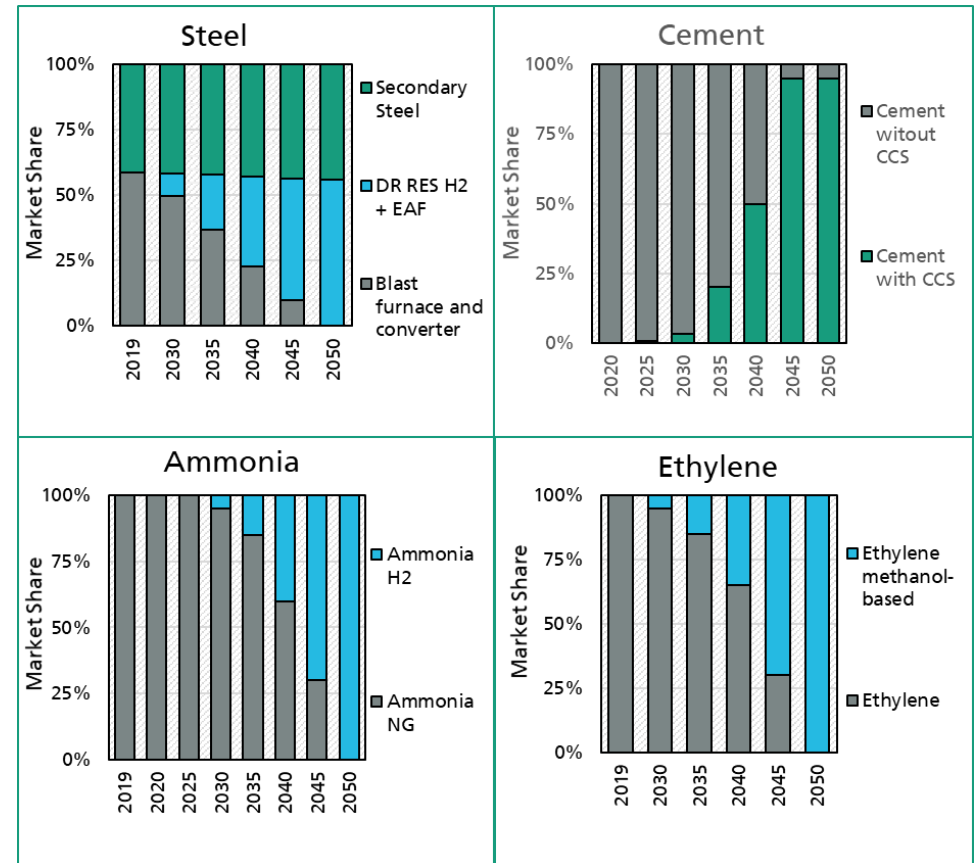 Steel
100%
75%
50%
25%
0%
Market Share
2019
2030
2035
2040
2045
2050
Secondary
Steel
DR RES H2
+ EAF
Blast
furnace and
converter
Cement
100%
75%
50%
25%
0%
Market Share
2020
2025
2030
2035
2040
2045
2050
Cement
witout
CCS
Cement
with CCS
Ammonia
100%
75%
50%
25%
0%
Market Share
2019
2020
2025
2030
2035
2040
2045
2050
Ammonia
H2
Ammonia
NG
Ethylene
100%
75%
50%
25%
0%
Market Share
2019
2030
2035
2040
2045
2050
Ethylene
methanol-
based
Ethylene